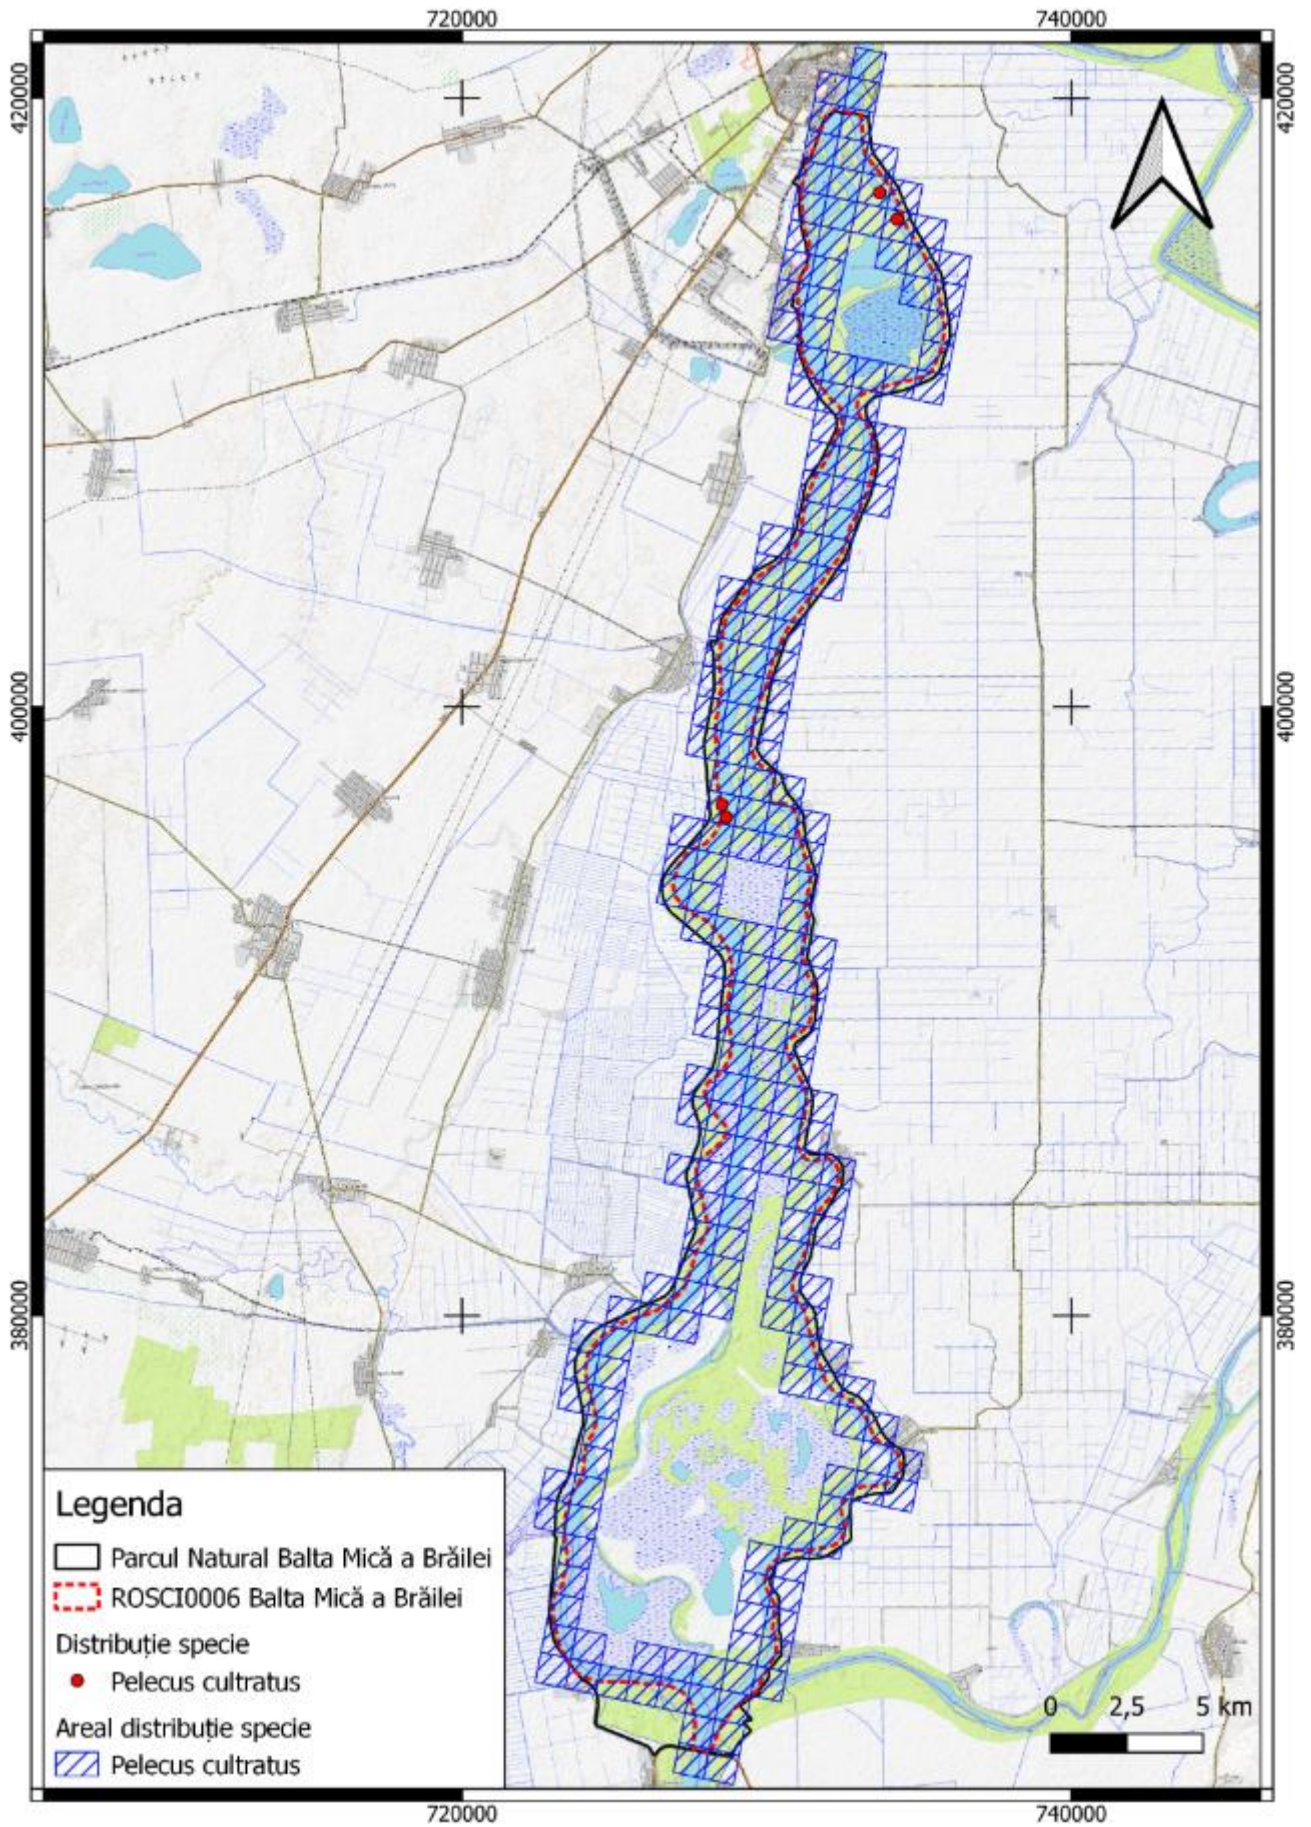 720000 740000
420000 420000
400000 400000
380000 380000
Legenda
Parcul Natural Balta Mică a Brăilei
ROSCI0006 Balta Mică a Brăilei
Distribuție specie
Pelecus cultratus
Areal distribuție specie
Pelecus cultratus
0 2,5 5 km
720000 740000